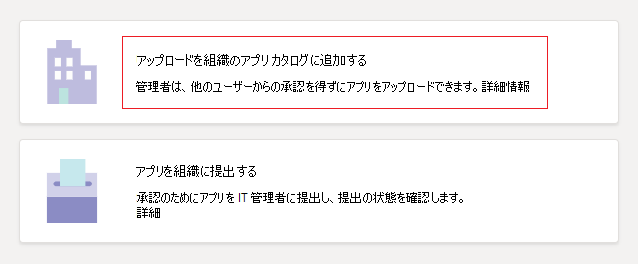 アップロードを組織のアプリ カタログに追加する
管理者は、他のユーザーからの承認を得ずにアプリをアップロードできます。詳細情報
アプリを組織に提出する
承認のためにアプリを IT 管理者に提出し、提出の状態を確認します。
詳細